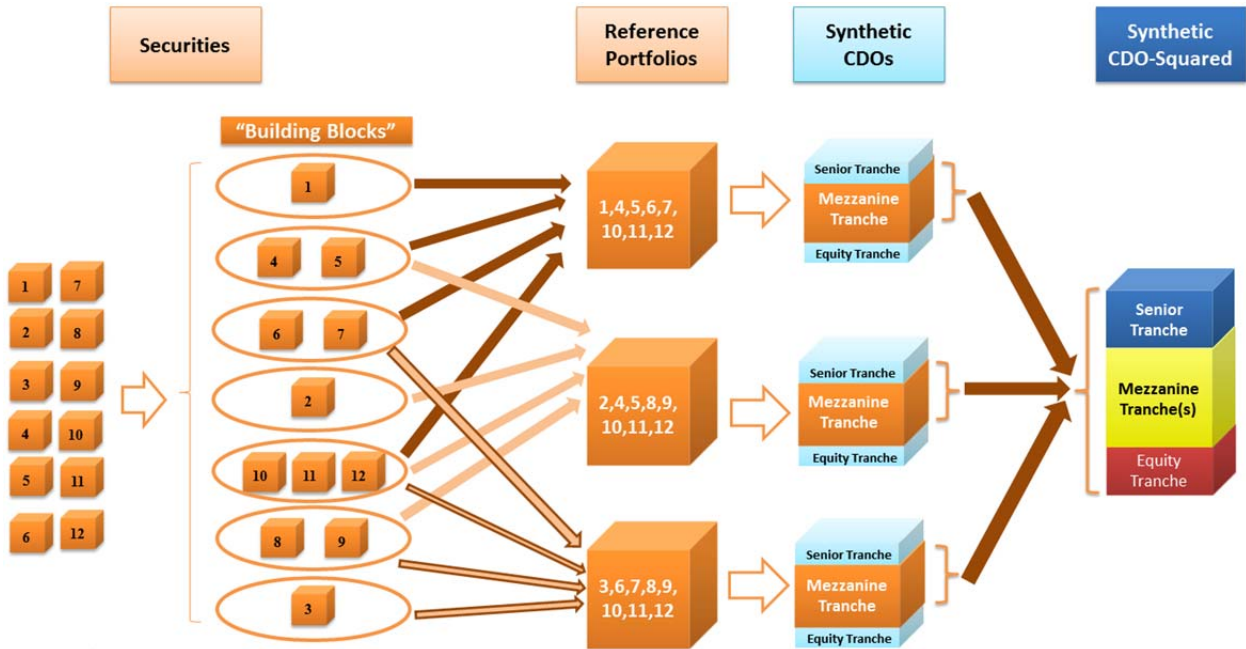 Securities
Reference
Portfolios
Synthetic
CDOs
Synthetic
CDO-Squared
"Building Blocks"
1
4 5
6 7
2
10 11 12
8 9
3
1 7
2 8
3 9
4 10
5 11
6 12
1,4,5,6,7,
10,11,12
2,4,5,8,9,
10,11,12
3,6,7,8,9,
10,11,12
Senior Tranche
Mezzanine
Tranche
Equity Tranche
Senior Tranche
Mezzanine
Tranche
Equity Tranche
Senior Tranche
Mezzanine
Tranche
Equity Tranche
Senior
Tranche
Mezzanine
Tranche(s)
Equity
Tranche